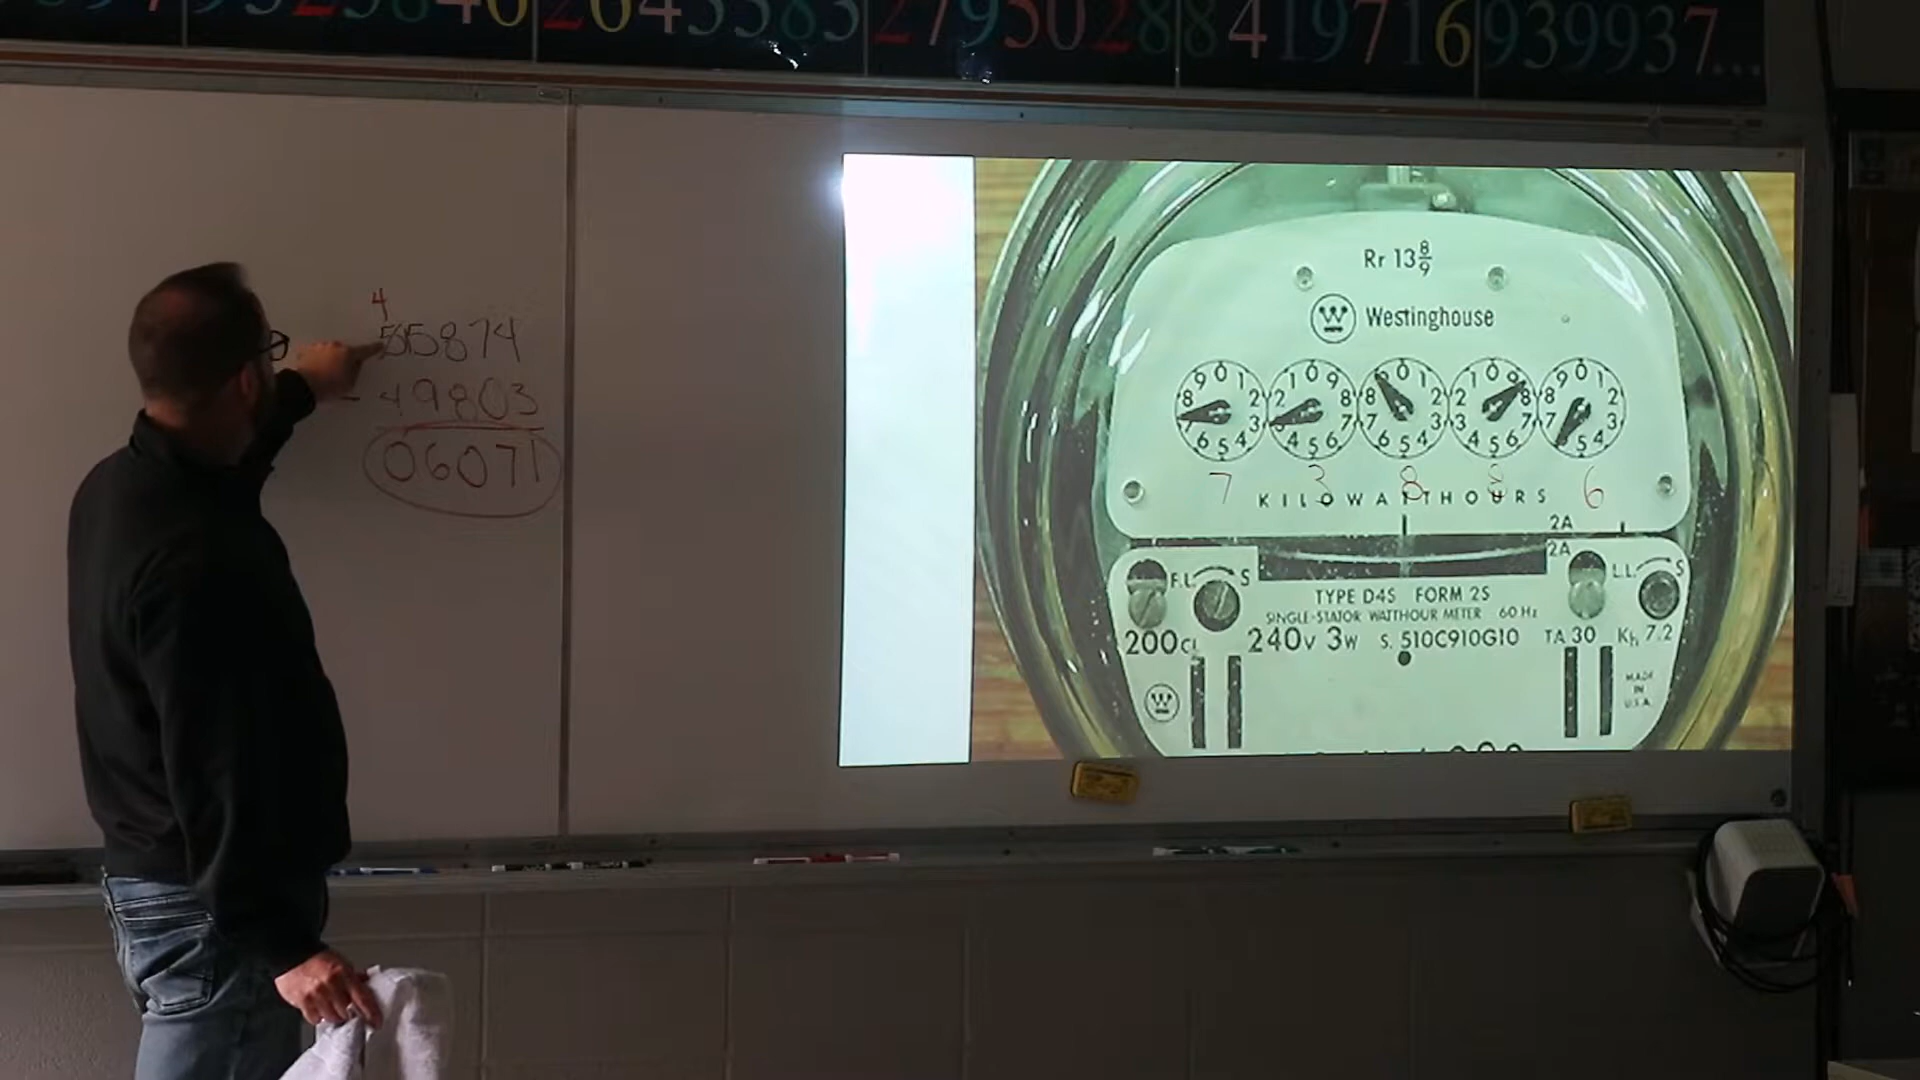 5834626433832795028841971693993 7...
4
55874
- 49803
06071
Rr 13 8/9
W Westinghouse
9 0 1 8 2 7 3 6 5 4
1 0 9 2 8 3 7 4 5 6
9 0 1 8 2 7 3 6 5 4
1 0 9 2 8 3 7 4 5 6
9 0 1 8 2 7 3 6 5 4
7 3 8 8 6
KILOWATTHOURS
2A
2A
F.L. S
L.L. S
TYPE D4S FORM 2S
SINGLE-STATOR WATTHOUR METER 60 Hz
200CL 240V 3W S. 510C910G10 TA 30 Kh 7.2
W
MADE
IN
U.S.A.